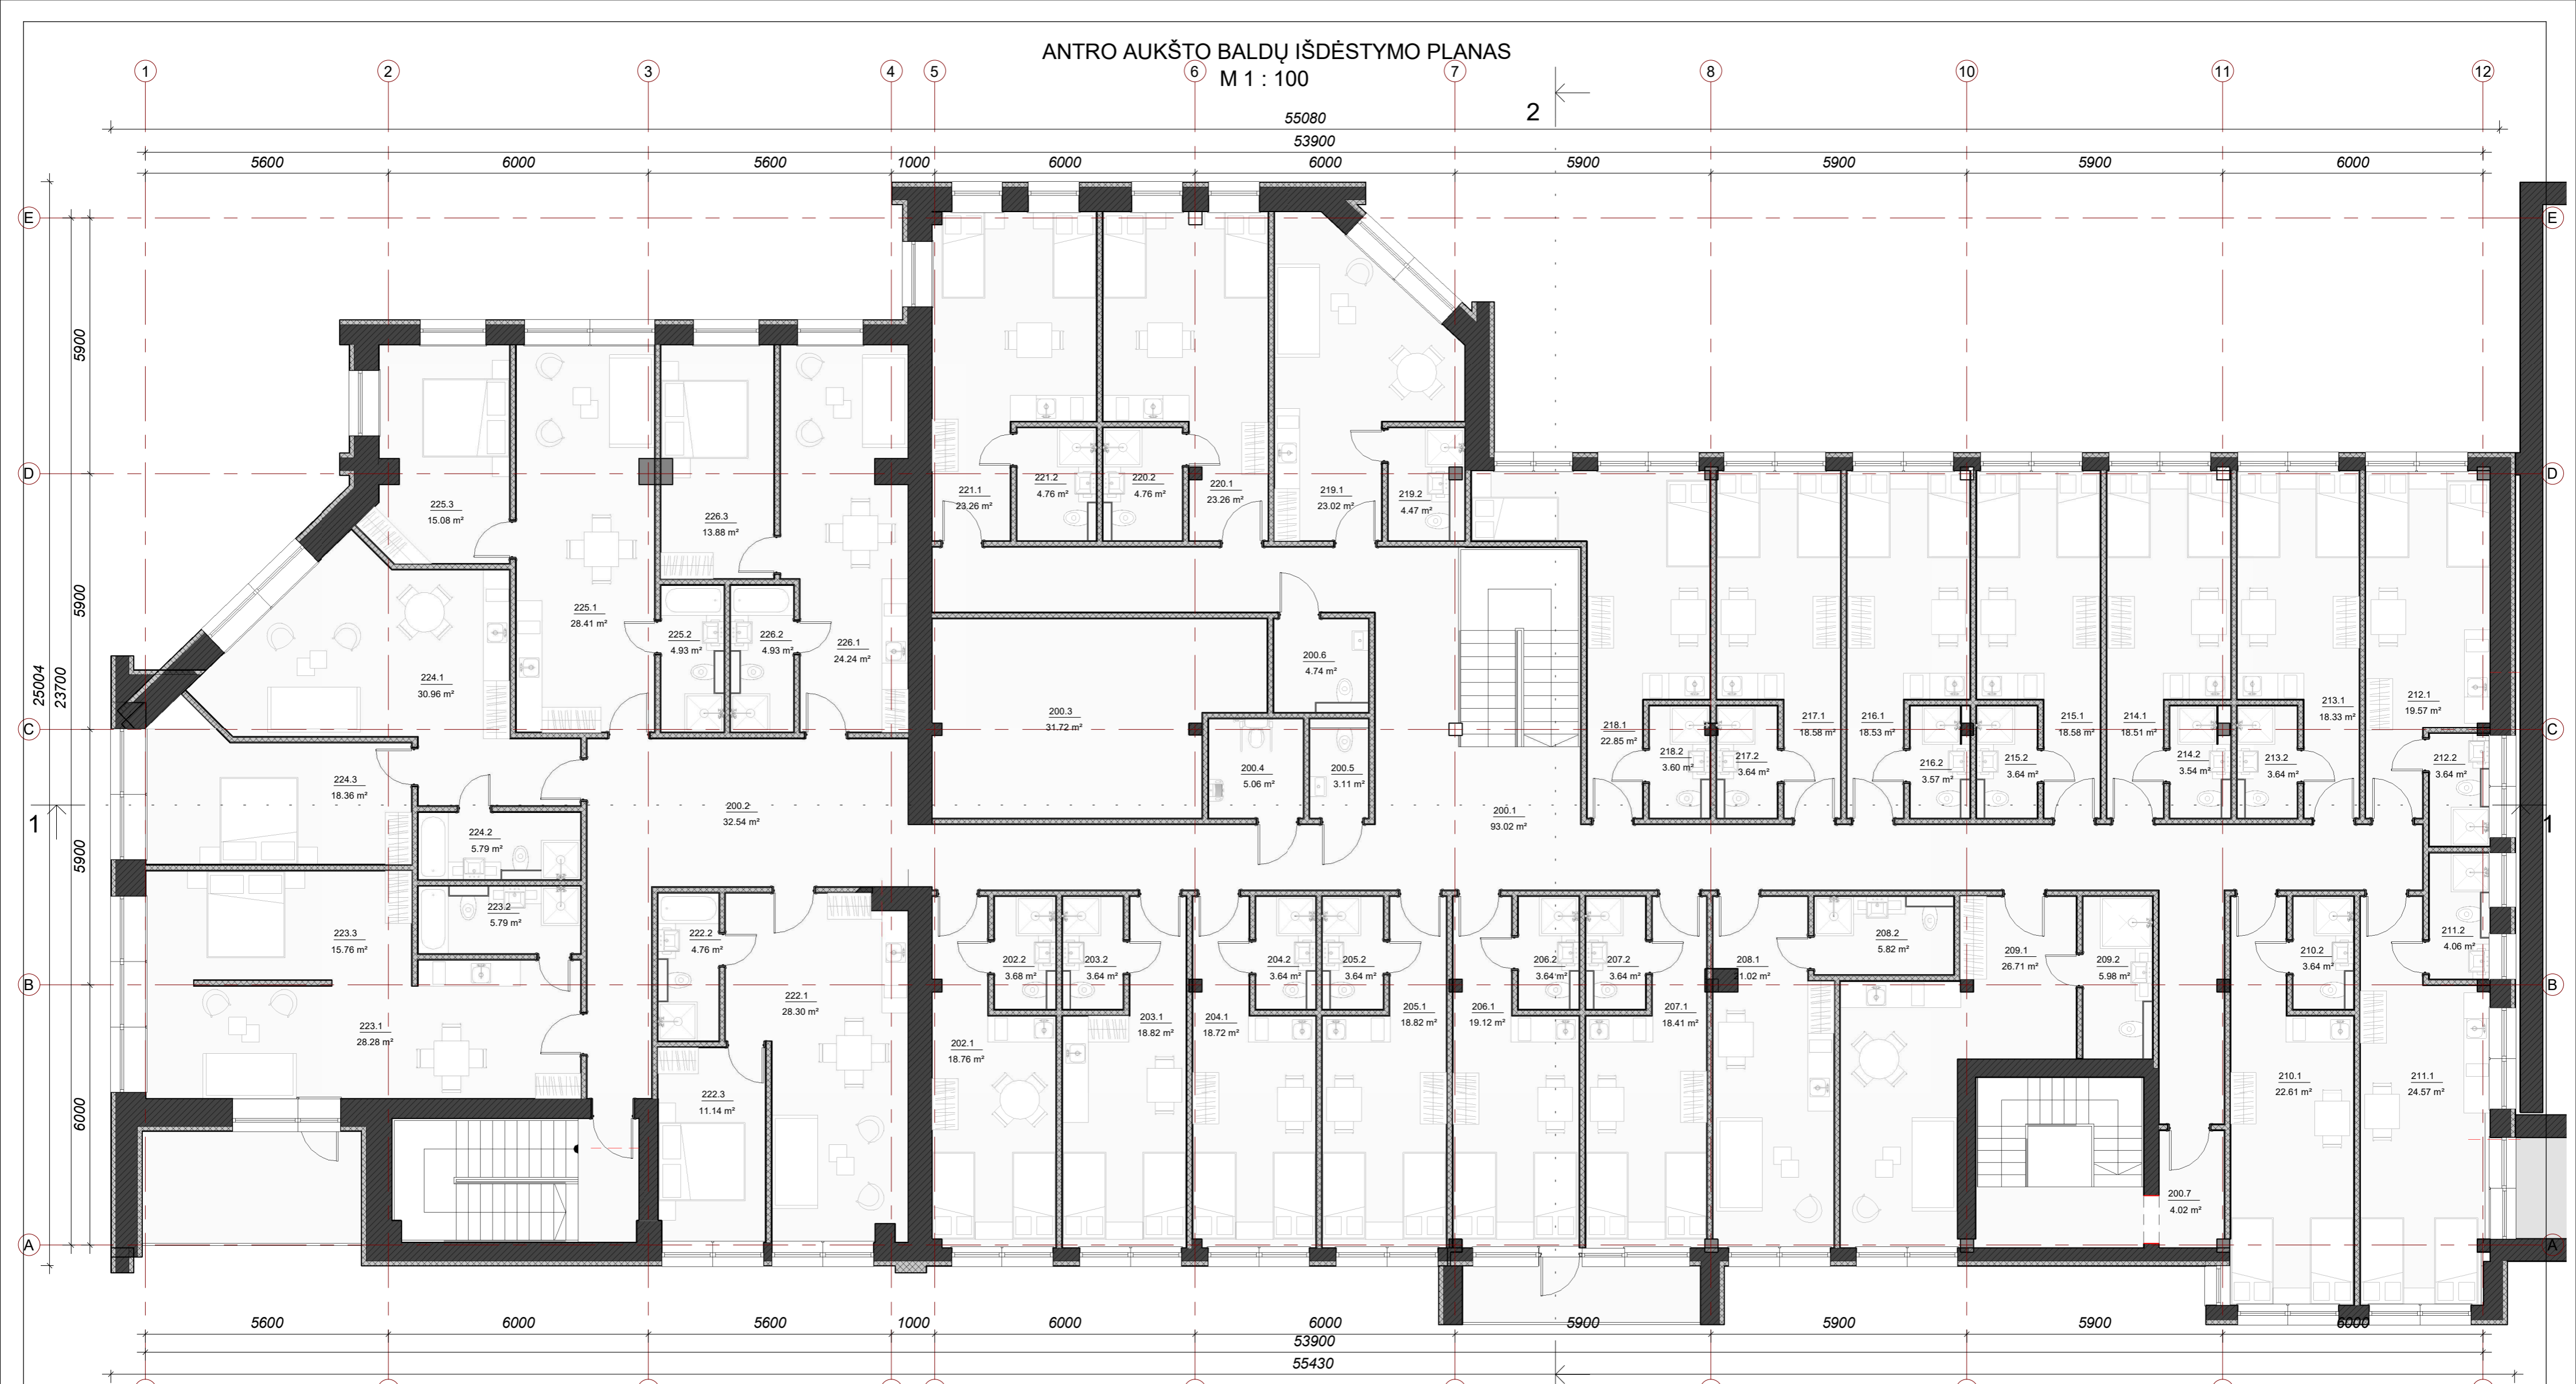 ANTRO AUKŠTO BALDŲ IŠDĖSTYMO PLANAS
M 1 : 100
1 2 3 4 5 6 7 8 10 11 12
2
55080
53900
5600 6000 5600 1000 6000 6000 5900 5900 5900 6000
E E
D D
C C
B B
A A
1 1
25004
23700
5900
5900
5900
6000
221.1
23.26 m²
221.2
4.76 m²
220.2
4.76 m²
220.1
23.26 m²
219.1
23.02 m²
219.2
4.47 m²
225.3
15.08 m²
226.3
13.88 m²
225.1
28.41 m²
225.2
4.93 m²
226.2
4.93 m²
226.1
24.24 m²
224.1
30.96 m²
200.6
4.74 m²
200.3
31.72 m²
200.4
5.06 m²
200.5
3.11 m²
218.1
22.85 m²
218.2
3.60 m²
217.2
3.64 m²
217.1
18.58 m²
216.1
18.53 m²
216.2
3.57 m²
215.2
3.64 m²
215.1
18.58 m²
214.1
18.51 m²
214.2
3.54 m²
213.2
3.64 m²
213.1
18.33 m²
212.1
19.57 m²
212.2
3.64 m²
224.3
18.36 m²
224.2
5.79 m²
200.2
32.54 m²
200.1
93.02 m²
223.2
5.79 m²
223.3
15.76 m²
223.1
28.28 m²
222.2
4.76 m²
222.1
28.30 m²
222.3
11.14 m²
202.2
3.68 m²
203.2
3.64 m²
202.1
18.76 m²
203.1
18.82 m²
204.1
18.72 m²
204.2
3.64 m²
205.2
3.64 m²
205.1
18.82 m²
206.1
19.12 m²
206.2
3.64 m²
207.2
3.64 m²
207.1
18.41 m²
208.1
208.2
5.82 m²
209.1
26.71 m²
209.2
5.98 m²
210.2
3.64 m²
211.2
4.06 m²
210.1
22.61 m²
211.1
24.57 m²
200.7
4.02 m²
5600 6000 5600 1000 6000 6000 5900 5900 5900 6000
53900
55430